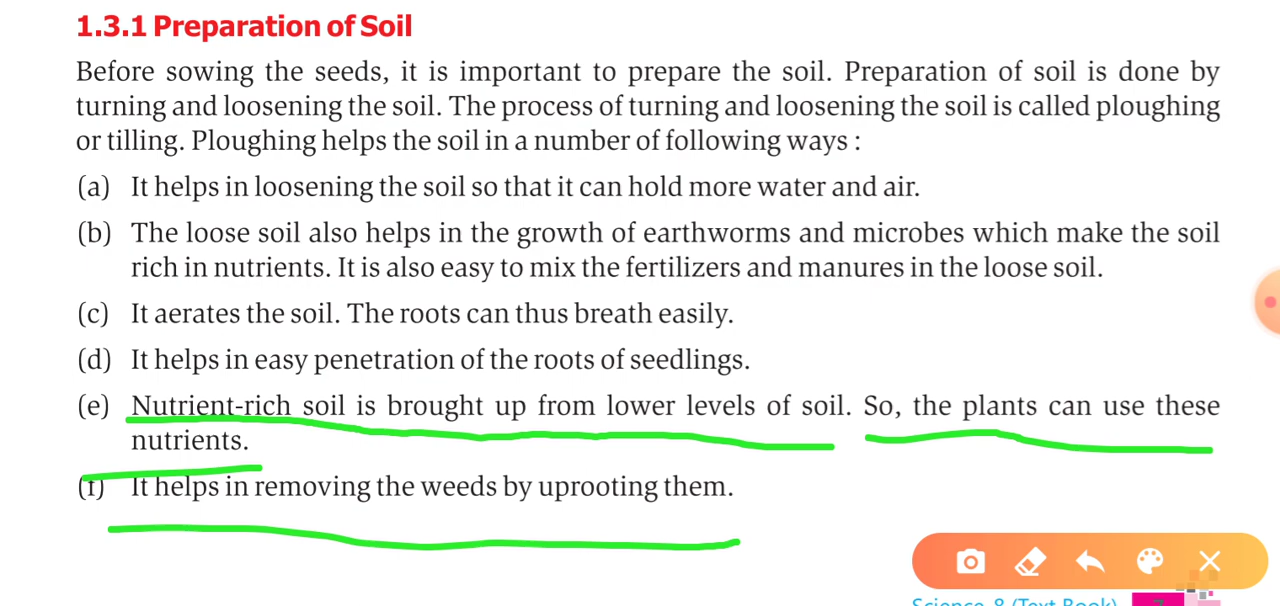 1.3.1 Preparation of Soil
Before sowing the seeds, it is important to prepare the soil. Preparation of soil is done by
turning and loosening the soil. The process of turning and loosening the soil is called ploughing
or tilling. Ploughing helps the soil in a number of following ways :
(a) It helps in loosening the soil so that it can hold more water and air.
(b) The loose soil also helps in the growth of earthworms and microbes which make the soil
rich in nutrients. It is also easy to mix the fertilizers and manures in the loose soil.
(c) It aerates the soil. The roots can thus breath easily.
(d) It helps in easy penetration of the roots of seedlings.
(e) Nutrient-rich soil is brought up from lower levels of soil. So, the plants can use these
nutrients.
(f) It helps in removing the weeds by uprooting them.
Science-8 (Text Book) 7